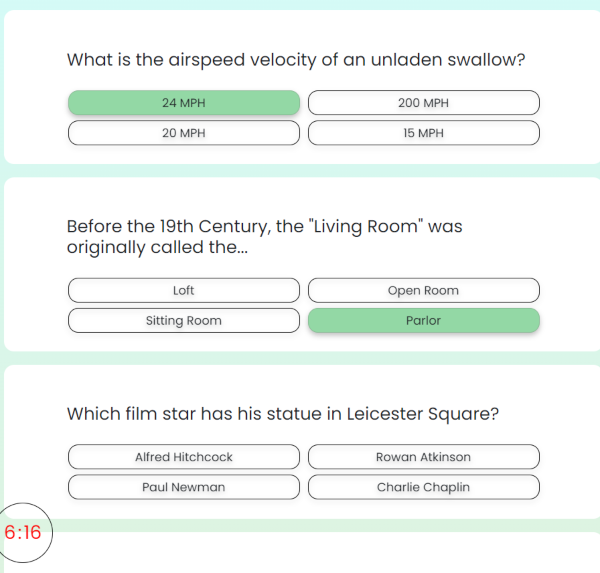 What is the airspeed velocity of an unladen swallow?
24 MPH
200 MPH
20 MPH
15 MPH
Before the 19th Century, the "Living Room" was
originally called the...
Loft
Open Room
Sitting Room
Parlor
Which film star has his statue in Leicester Square?
Alfred Hitchcock
Rowan Atkinson
Paul Newman
Charlie Chaplin
6:16